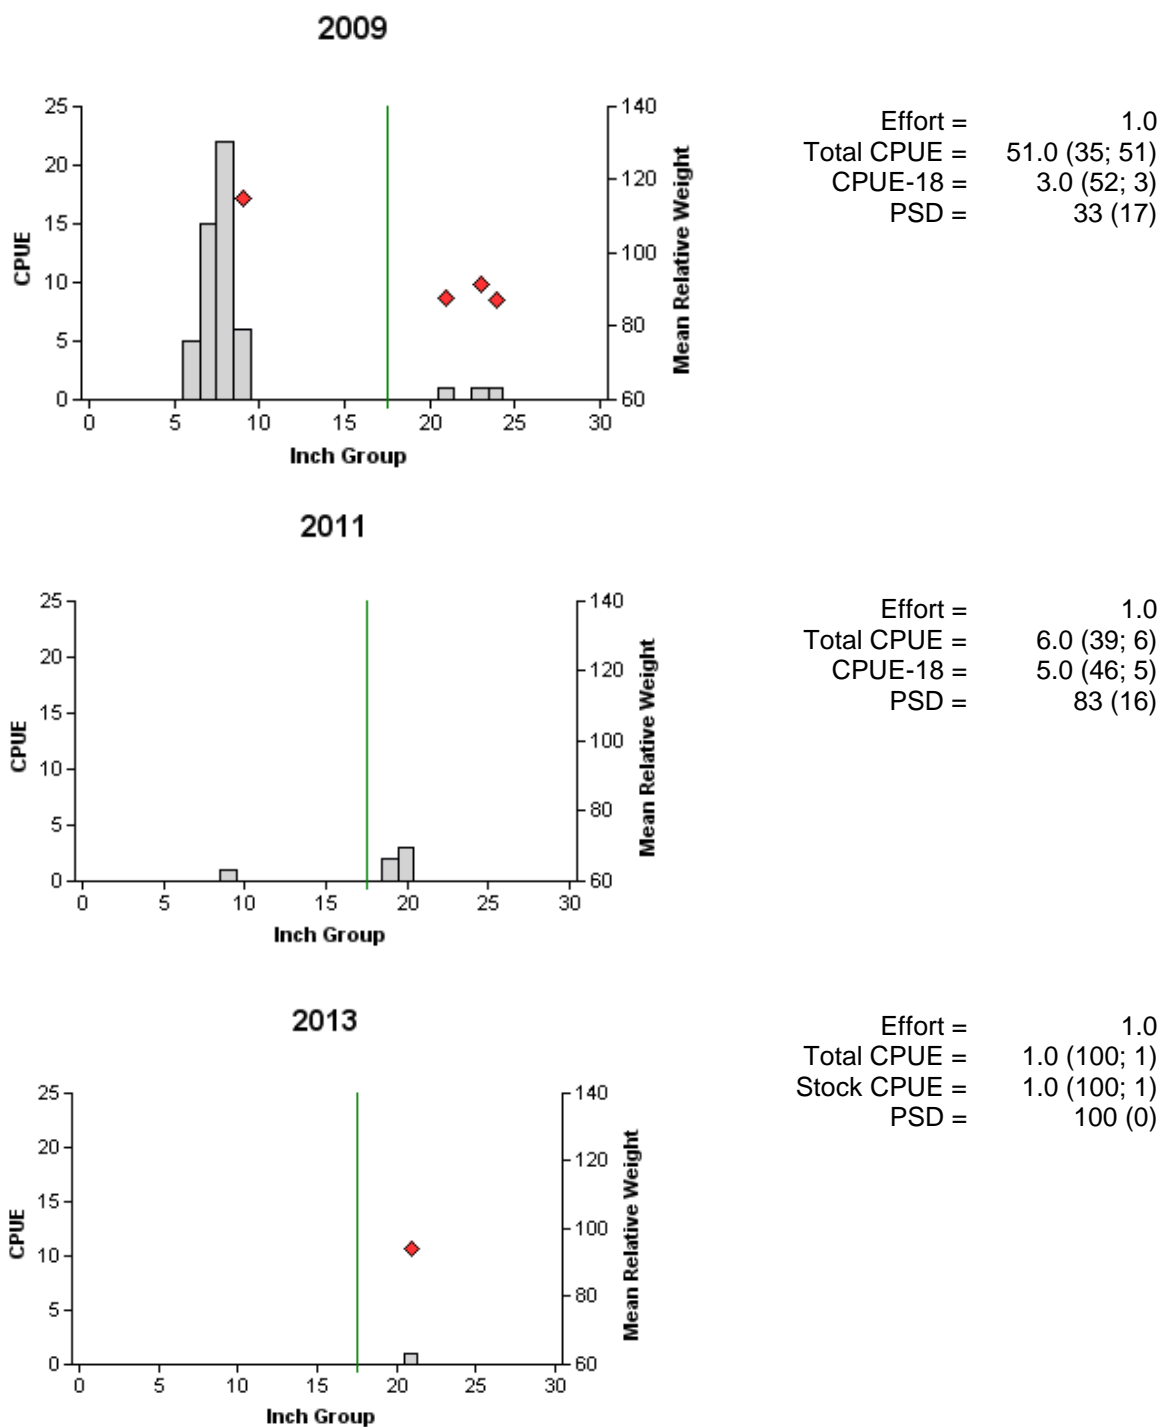 2009
25
20
15
10
5
0
CPUE
140
120
100
80
60
Mean Relative Weight
0 5 10 15 20 25 30
Inch Group
Effort = 1.0
Total CPUE = 51.0 (35; 51)
CPUE-18 = 3.0 (52; 3)
PSD = 33 (17)
2011
25
20
15
10
5
0
CPUE
140
120
100
80
60
Mean Relative Weight
0 5 10 15 20 25 30
Inch Group
Effort = 1.0
Total CPUE = 6.0 (39; 6)
CPUE-18 = 5.0 (46; 5)
PSD = 83 (16)
2013
25
20
15
10
5
0
CPUE
140
120
100
80
60
Mean Relative Weight
0 5 10 15 20 25 30
Inch Group
Effort = 1.0
Total CPUE = 1.0 (100; 1)
Stock CPUE = 1.0 (100; 1)
PSD = 100 (0)